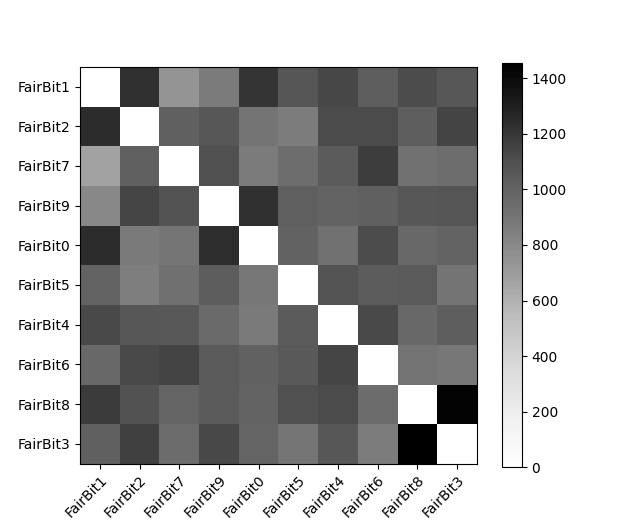 FairBit1
FairBit2
FairBit7
FairBit9
FairBit0
FairBit5
FairBit4
FairBit6
FairBit8
FairBit3
FairBit1 FairBit2 FairBit7 FairBit9 FairBit0 FairBit5 FairBit4 FairBit6 FairBit8 FairBit3
1400
1200
1000
800
600
400
200
0